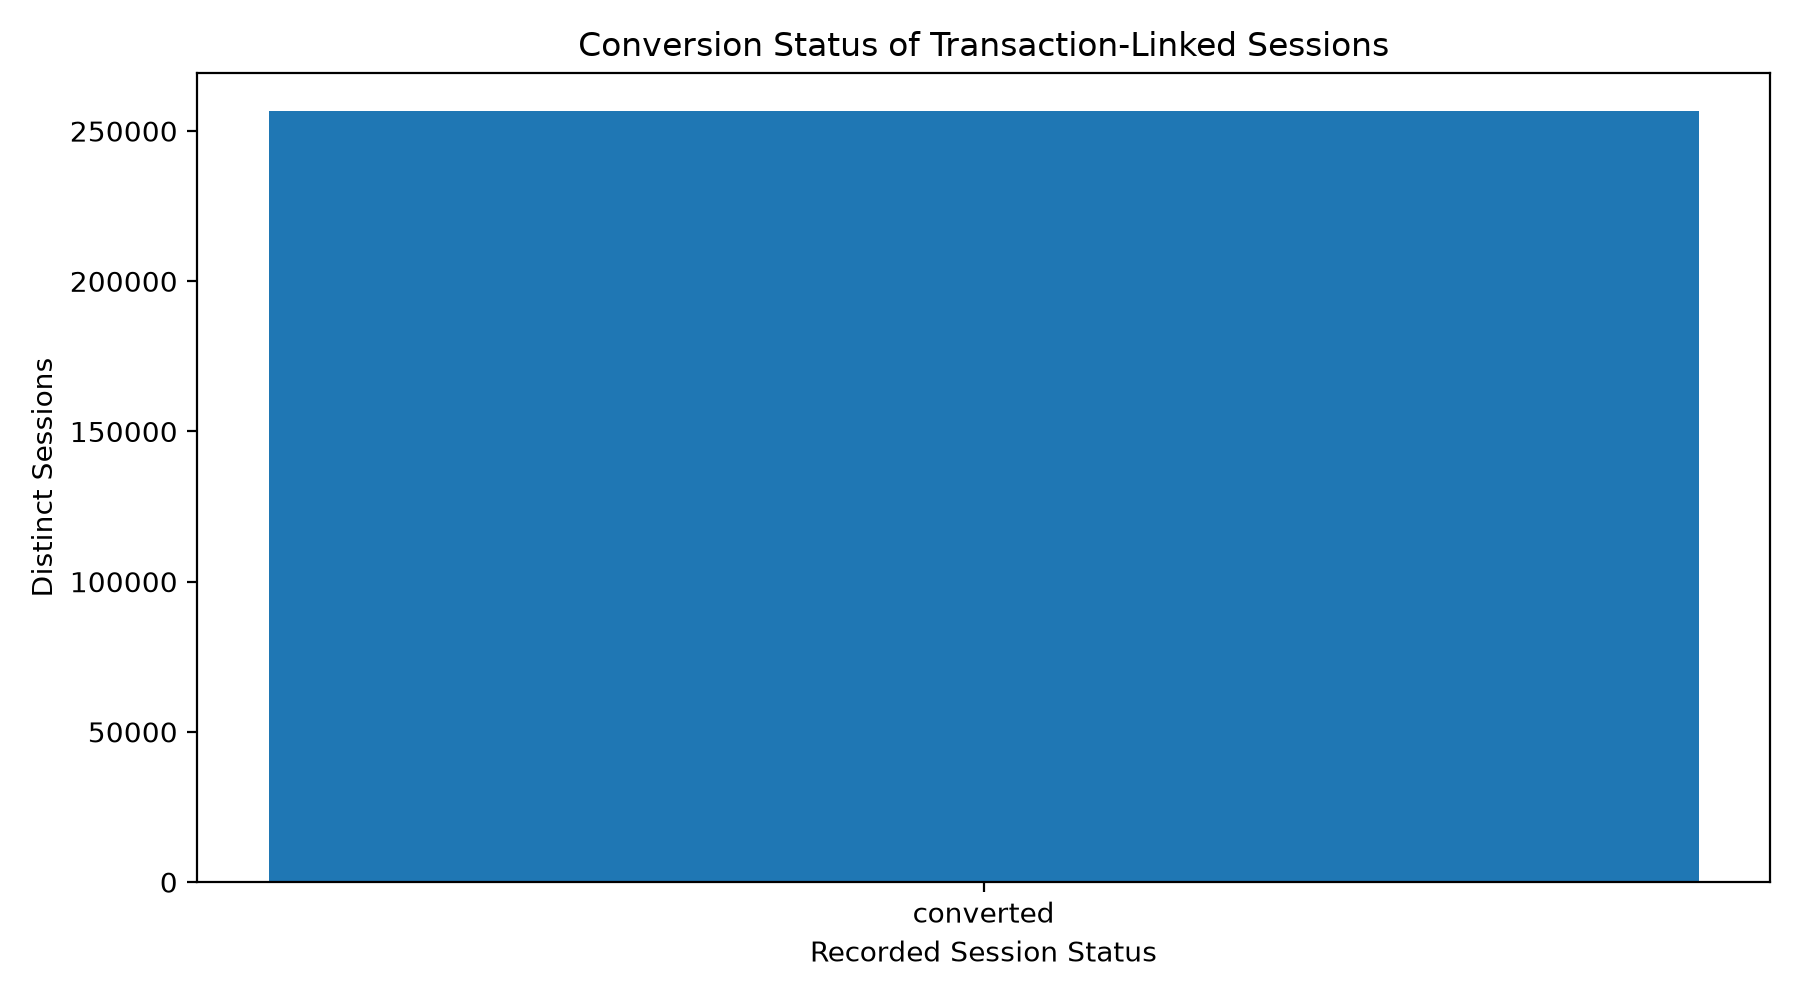 Conversion Status of Transaction-Linked Sessions
250000
200000
150000
100000
50000
0
Distinct Sessions
converted
Recorded Session Status